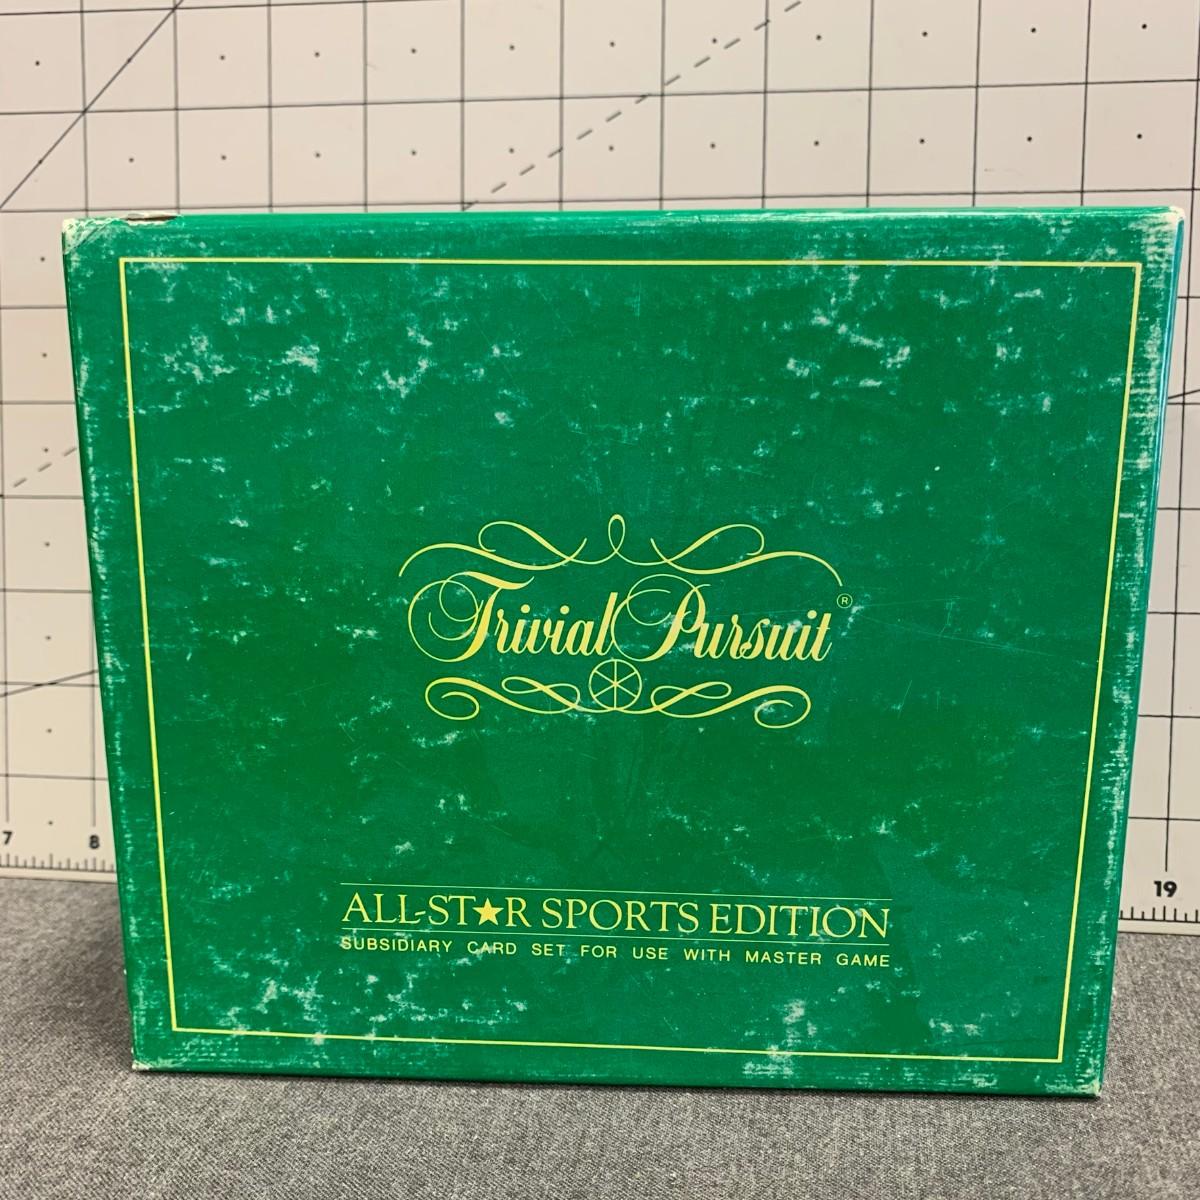 Trivial Pursuit ®
ALL-ST★R SPORTS EDITION
SUBSIDIARY CARD SET FOR USE WITH MASTER GAME
7 8 19